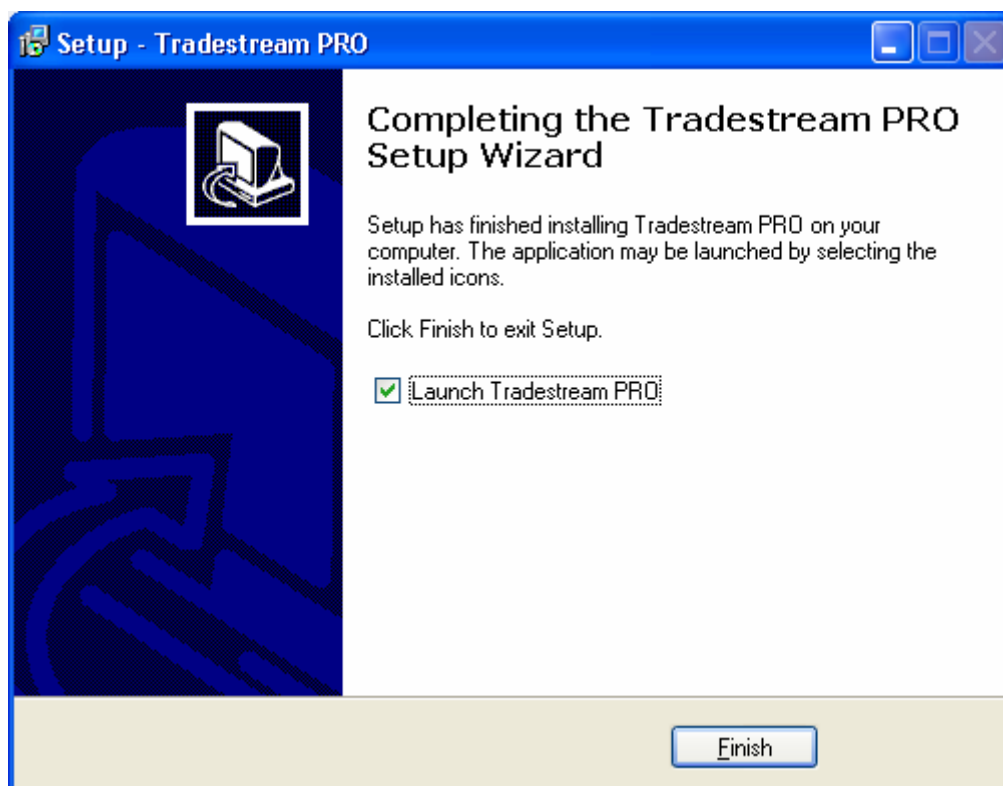 Setup - Tradestream PRO
Completing the Tradestream PRO
Setup Wizard
Setup has finished installing Tradestream PRO on your
computer. The application may be launched by selecting the
installed icons.
Click Finish to exit Setup.
Launch Tradestream PRO
Finish